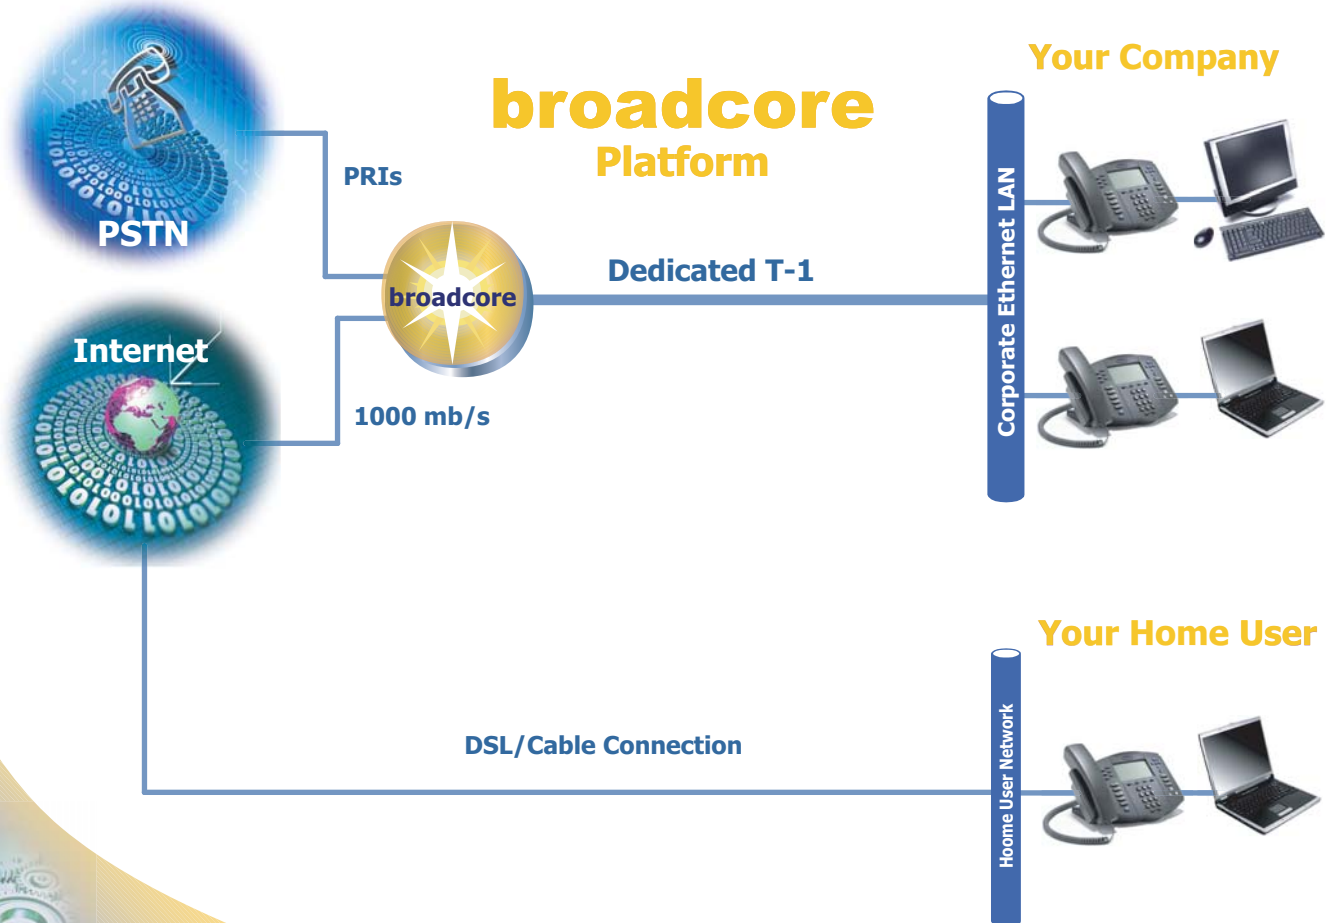 Your Company
broadcore
Platform
PRIs
PSTN
Corporate Ethernet LAN
Dedicated T-1
broadcore
Internet
1000 mb/s
Your Home User
DSL/Cable Connection
Hoome User Network